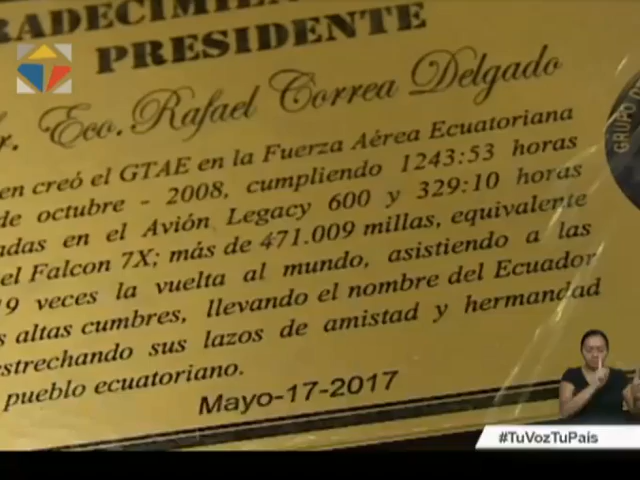 RADECIMIEN
PRESIDENTE
r. Eco. Rafael Correa Delgado
en creó el GTAE en la Fuerza Aérea Ecuatoriana
de octubre - 2008, cumpliendo 1243:53 horas
adas en el Avión Legacy 600 y 329:10 horas
el Falcon 7X; más de 471.009 millas, equivalente
19 veces la vuelta al mundo, asistiendo a las
s altas cumbres, llevando el nombre del Ecuador
estrechando sus lazos de amistad y hermandad
pueblo ecuatoriano.
Mayo-17-2017
GRUPO
#TuVozTuPaís